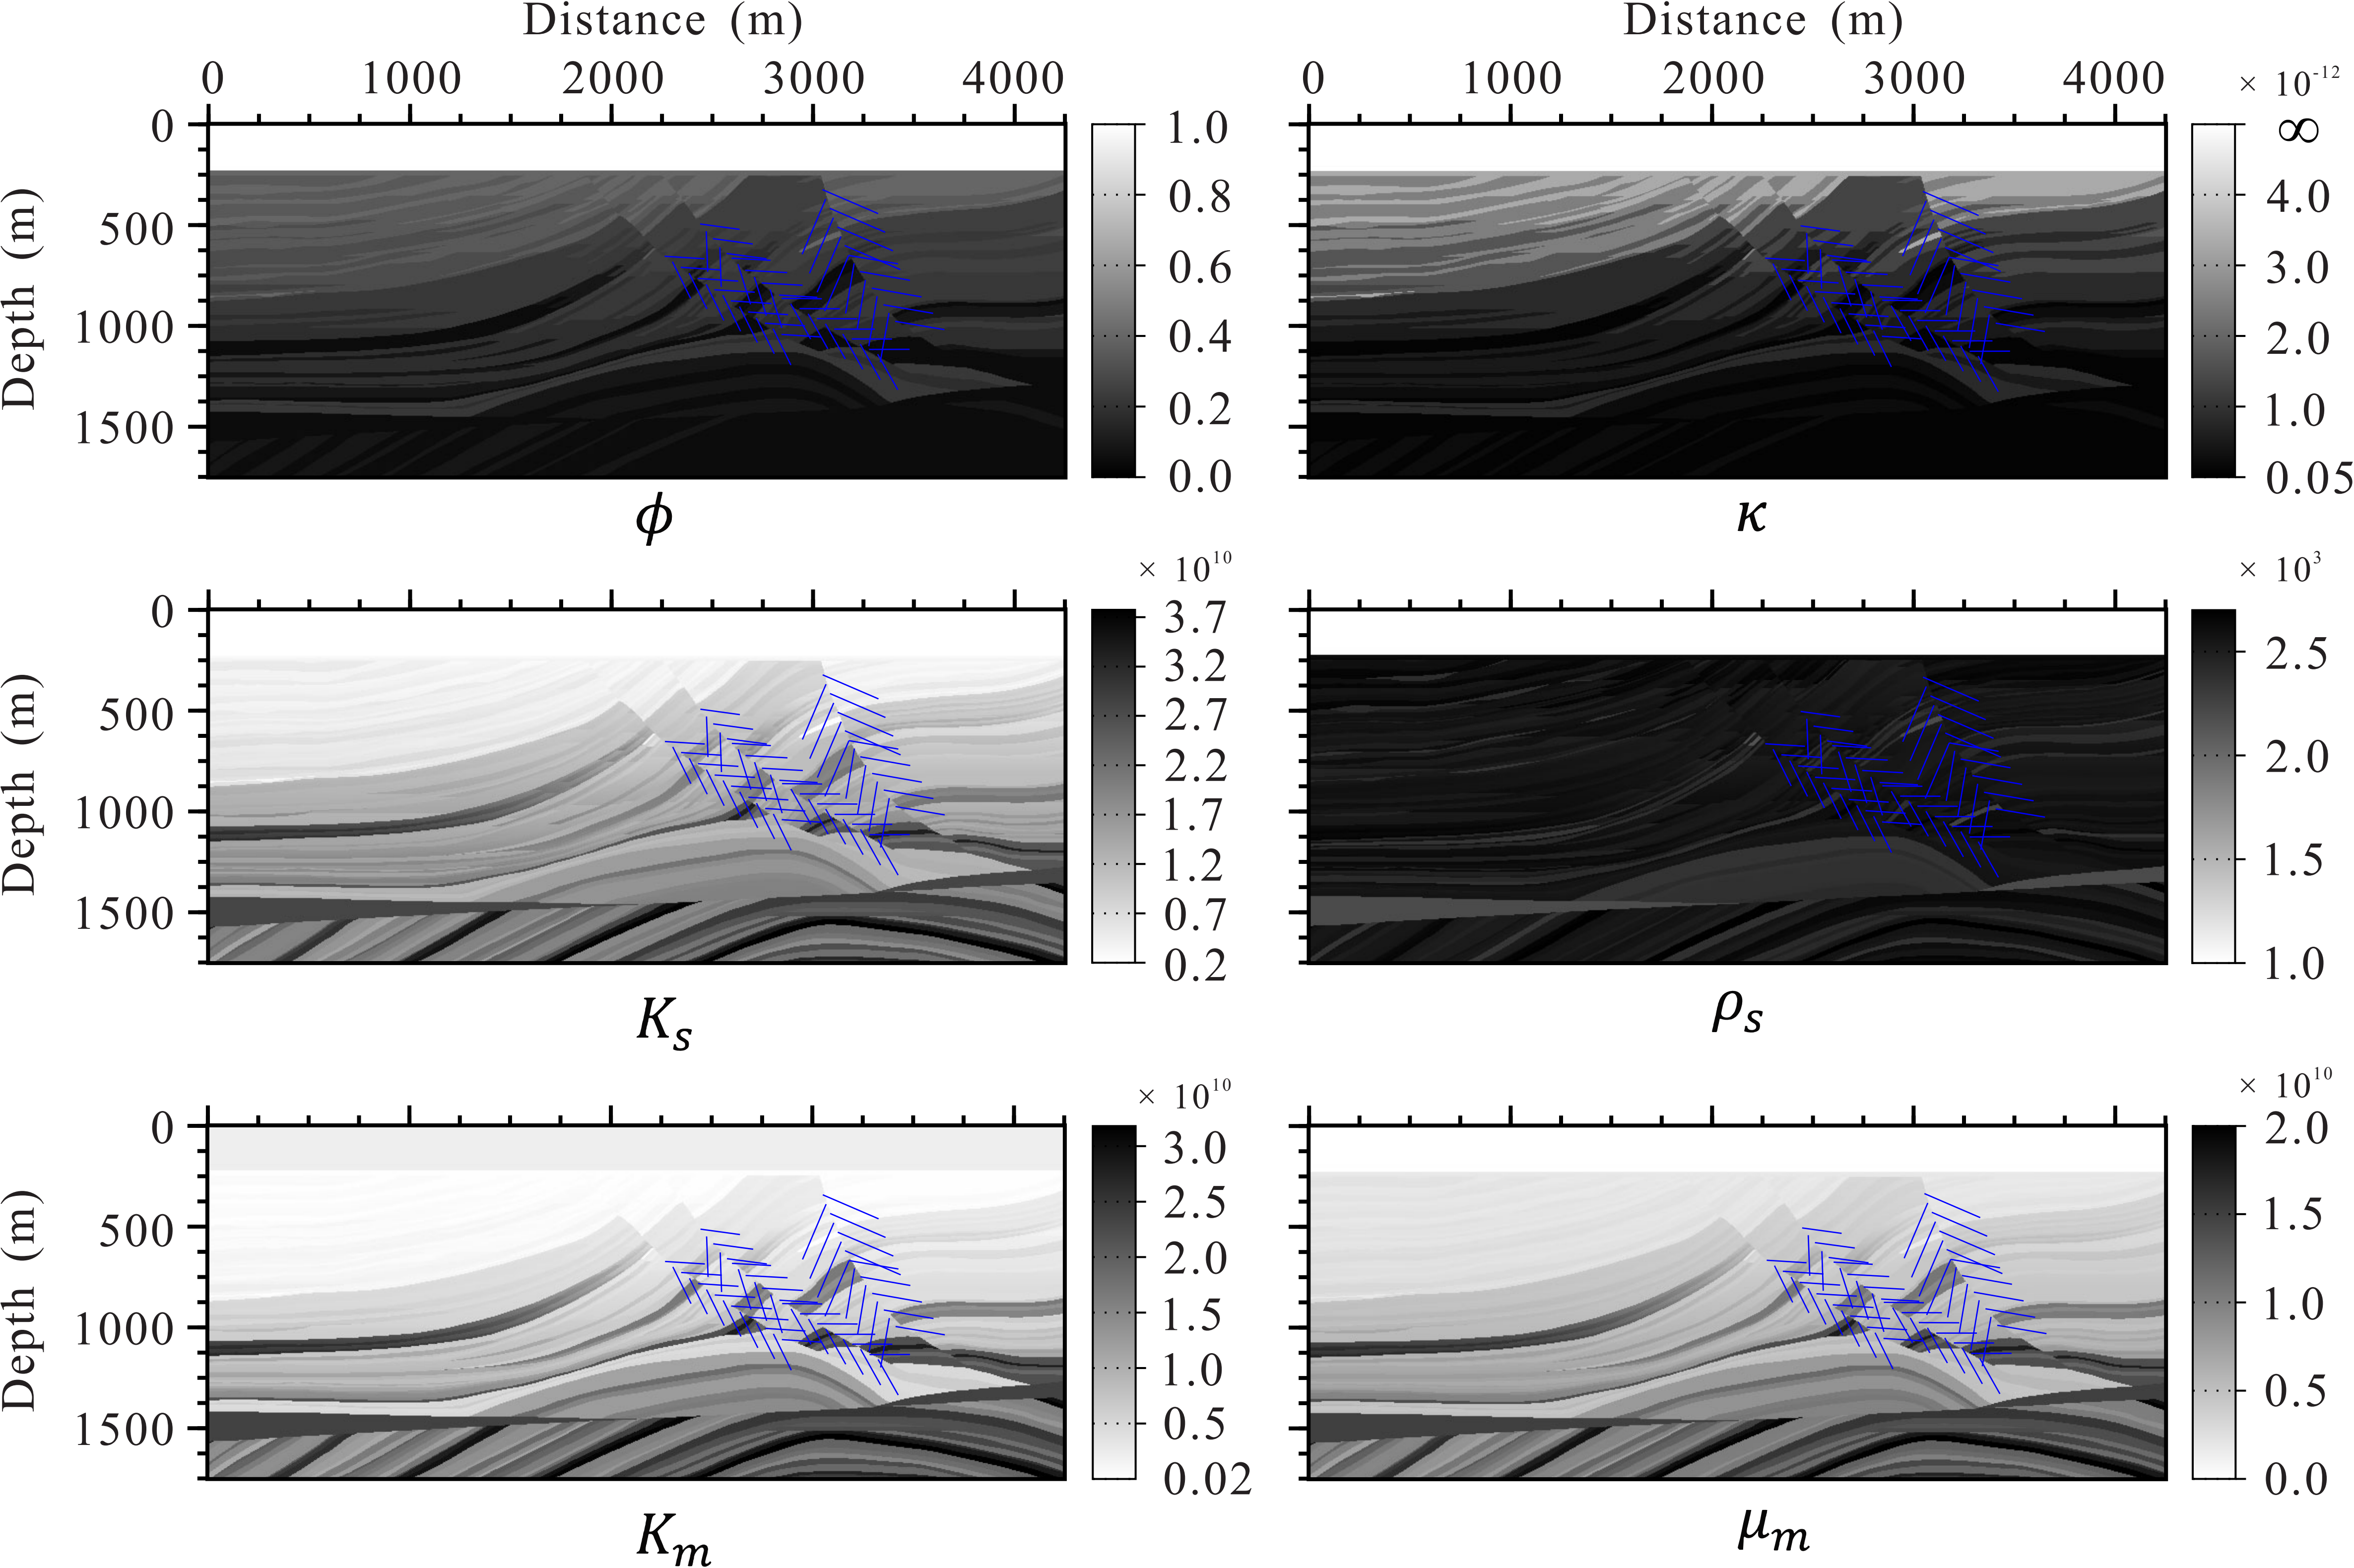 Distance (m) Distance (m)
0 1000 2000 3000 4000 0 1000 2000 3000 4000
× 10⁻¹²
0 1.0 ∞
0.8 4.0
500 0.6 3.0
Depth (m)
1000 0.4 2.0
0.2 1.0
1500
0.0 0.05
ϕ κ
× 10¹⁰ × 10³
0 3.7 2.5
3.2
500 2.7 2.0
Depth (m)
2.2
1000 1.7 1.5
1.2
1500 0.7
0.2 1.0
Kₛ ρₛ
× 10¹⁰ × 10¹⁰
0 3.0 2.0
500 2.5 1.5
Depth (m)
2.0
1000 1.5 1.0
1.0 0.5
1500 0.5
0.02 0.0
Kₘ μₘ